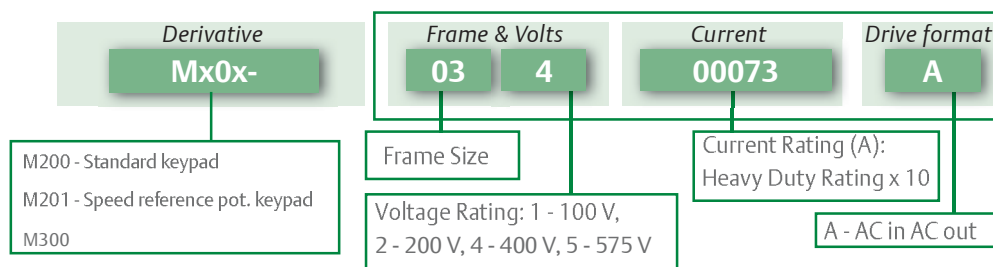 Derivative
Frame & Volts
Current
Drive format
Mx0x-
03
4
00073
A
M200 - Standard keypad
M201 - Speed reference pot. keypad
M300
Frame Size
Voltage Rating: 1 - 100 V,
2 - 200 V, 4 - 400 V, 5 - 575 V
Current Rating (A):
Heavy Duty Rating x 10
A - AC in AC out